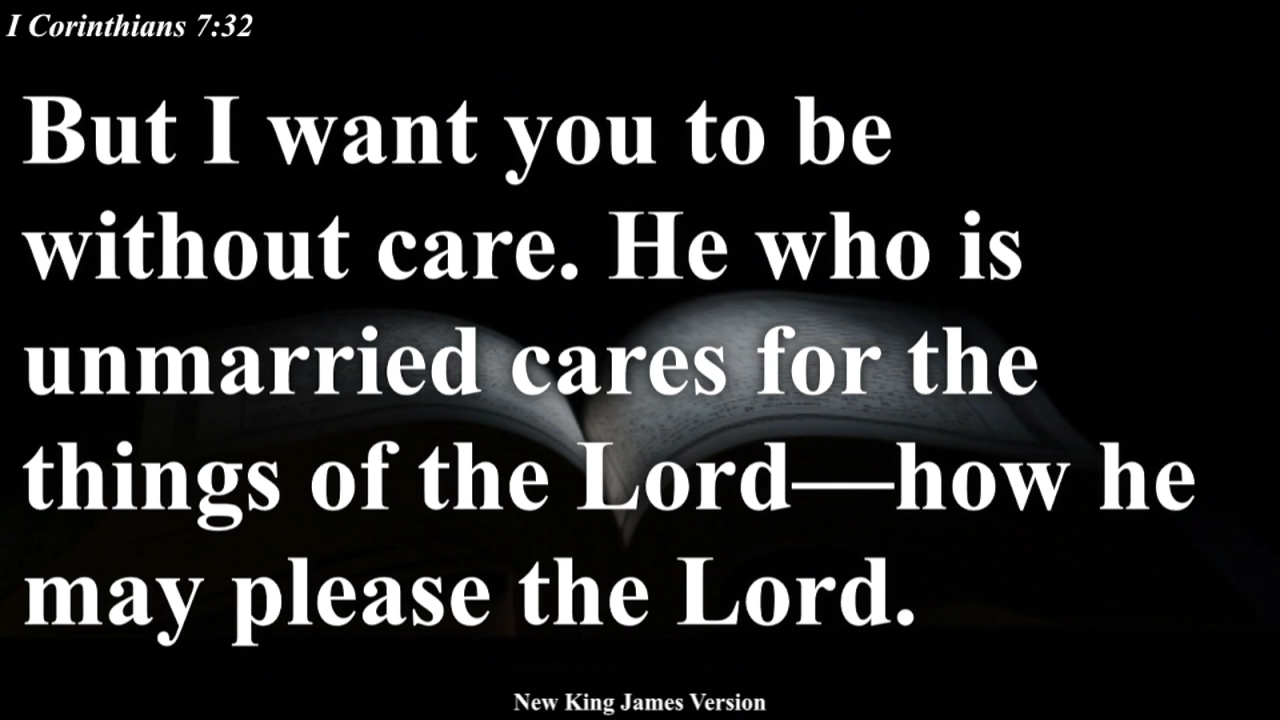 I Corinthians 7:32
But I want you to be
without care. He who is
unmarried cares for the
things of the Lord—how he
may please the Lord.
New King James Version